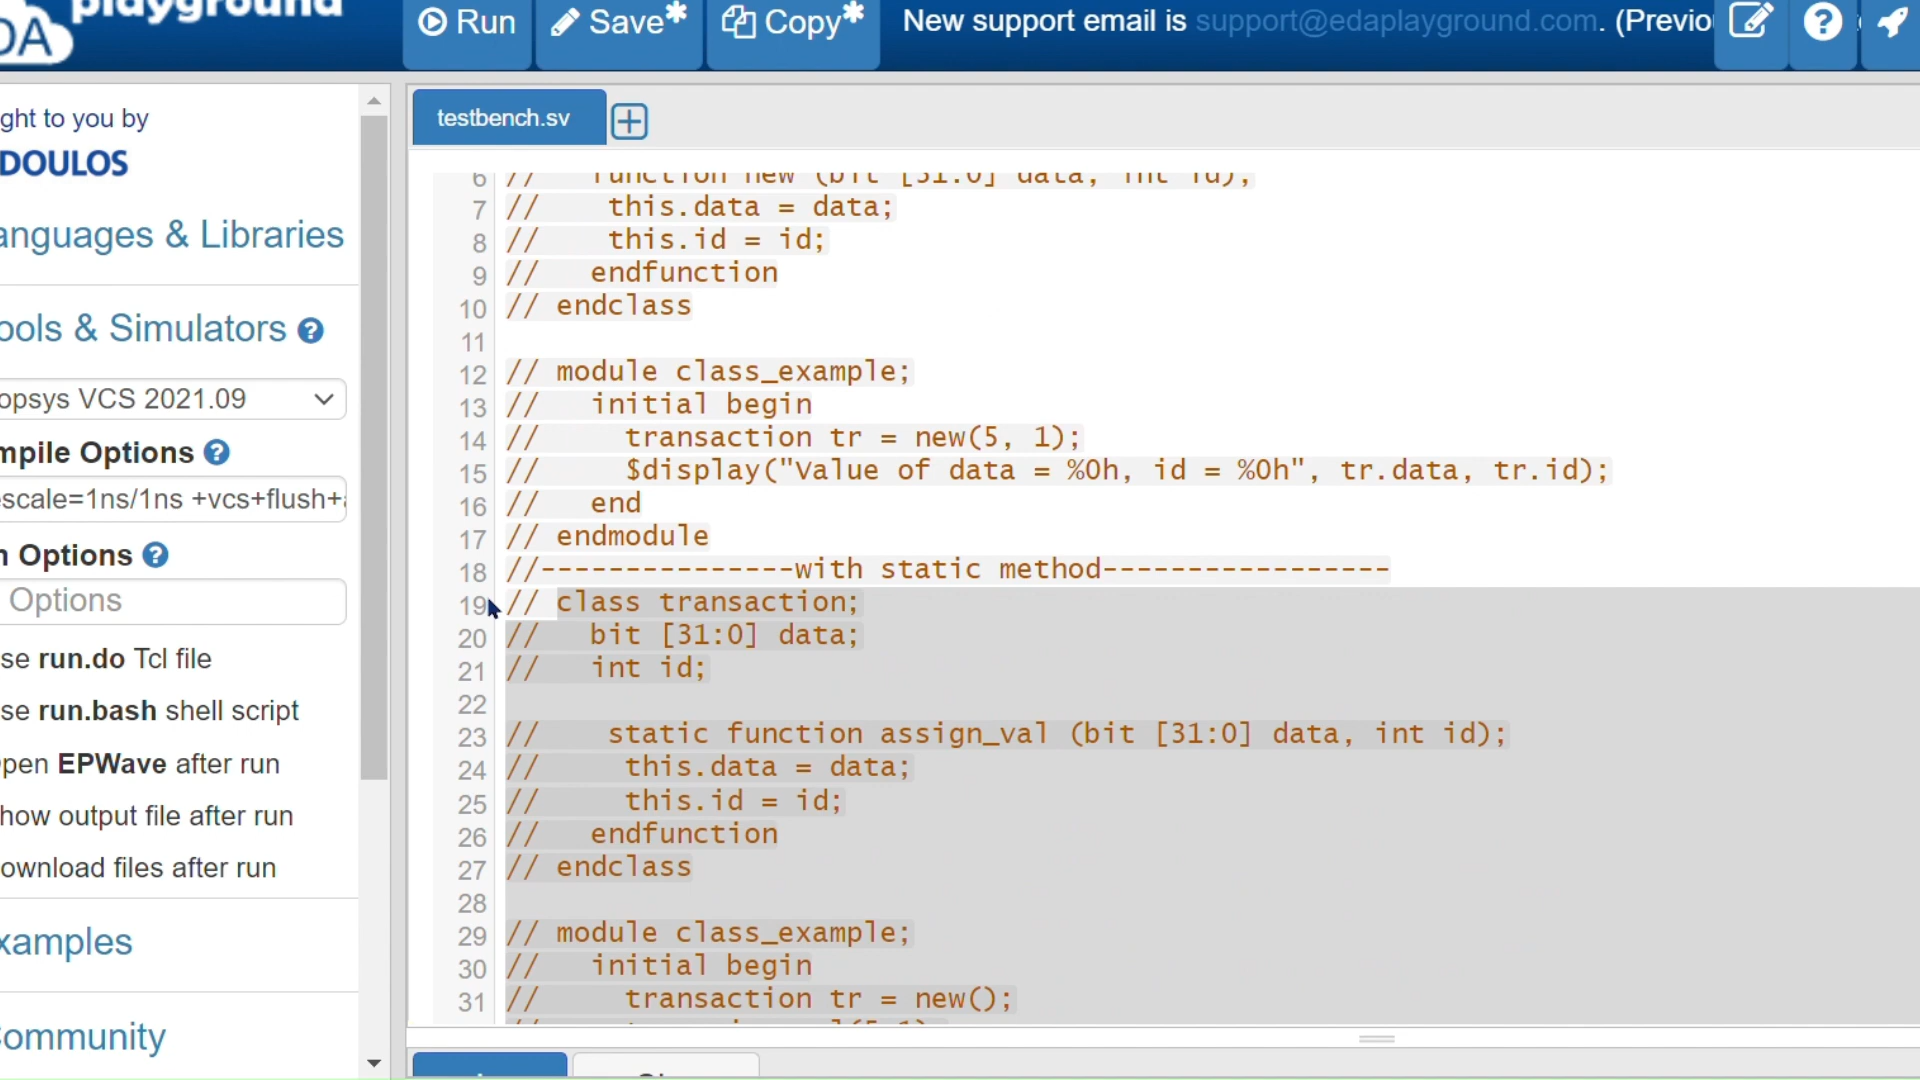 playground
DA
Run
Save*
Copy*
New support email is support@edaplayground.com. (Previo
ght to you by
DOULOS
anguages & Libraries
ools & Simulators
opsys VCS 2021.09
mpile Options
escale=1ns/1ns +vcs+flush+
n Options
Options
se run.do Tcl file
se run.bash shell script
pen EPWave after run
how output file after run
ownload files after run
xamples
ommunity
testbench.sv
6 //   function new (bit [31:0] data, int id);
7 //    this.data = data;
8 //    this.id = id;
9 //   endfunction
10 // endclass
11
12 // module class_example;
13 //   initial begin
14 //     transaction tr = new(5, 1);
15 //     $display("Value of data = %0h, id = %0h", tr.data, tr.id);
16 //   end
17 // endmodule
18 //---------------with static method-----------------
19 // class transaction;
20 //   bit [31:0] data;
21 //   int id;
22
23 //    static function assign_val (bit [31:0] data, int id);
24 //     this.data = data;
25 //     this.id = id;
26 //   endfunction
27 // endclass
28
29 // module class_example;
30 //   initial begin
31 //     transaction tr = new();